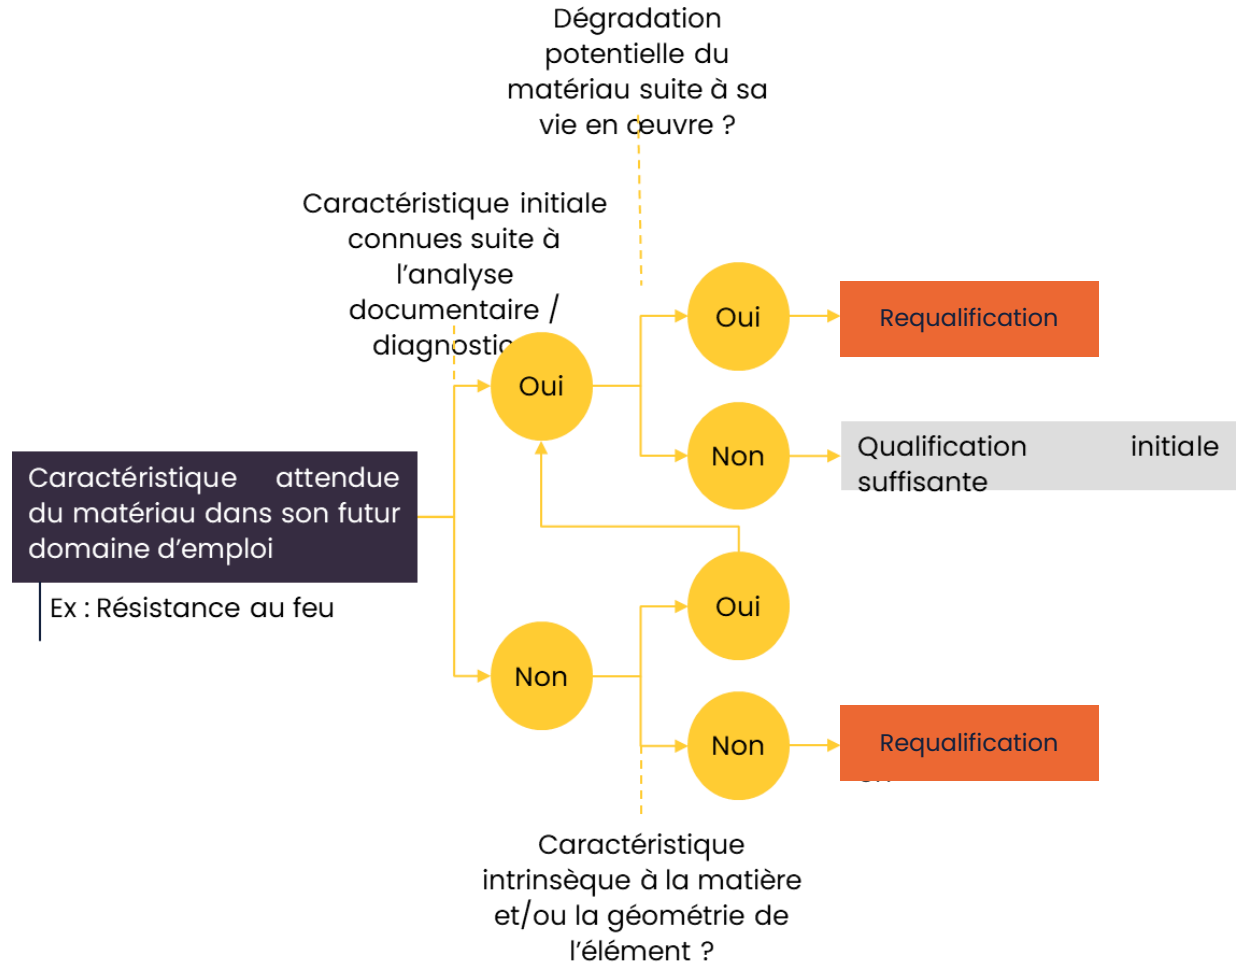 Dégradation
potentielle du
matériau suite à sa
vie en œuvre ?
Caractéristique initiale
connues suite à
l'analyse
documentaire /
diagnostic
Oui
Requalification
Oui
Non
Qualification initiale
suffisante
Caractéristique attendue
du matériau dans son futur
domaine d'emploi
Ex : Résistance au feu
Oui
Non
Non
Requalification
Caractéristique
intrinsèque à la matière
et/ou la géométrie de
l'élément ?